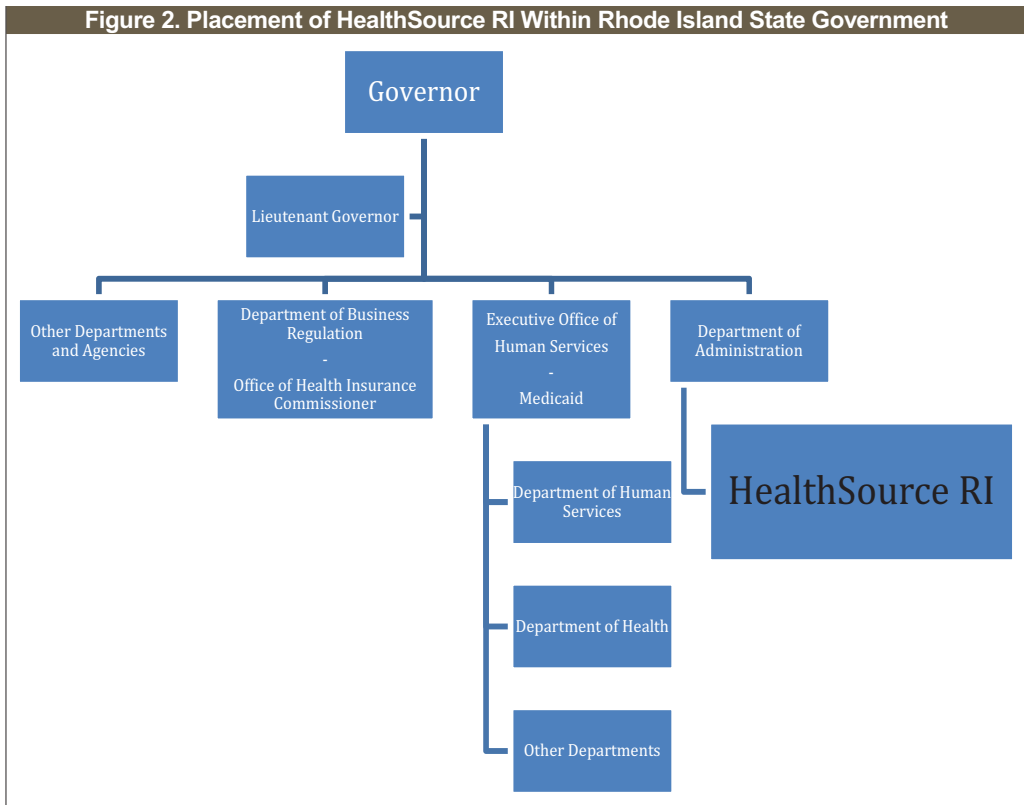 Figure 2. Placement of HealthSource RI Within Rhode Island State Government
Governor
Lieutenant Governor
Other Departments
and Agencies
Department of Business
Regulation
-
Office of Health Insurance
Commissioner
Executive Office of
Human Services
-
Medicaid
Department of
Administration
Department of Human
Services
Department of Health
Other Departments
HealthSource RI